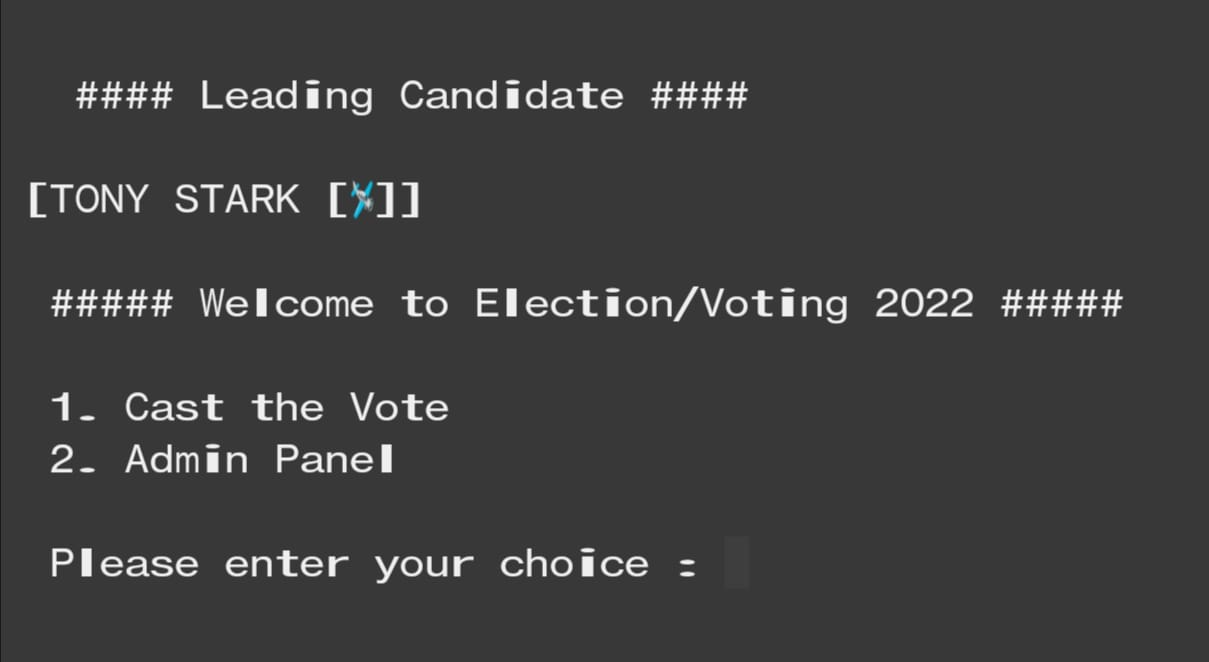 #### Leading Candidate ####
[TONY STARK [🛩]]
##### Welcome to Election/Voting 2022 #####
1. Cast the Vote
2. Admin Panel
Please enter your choice :